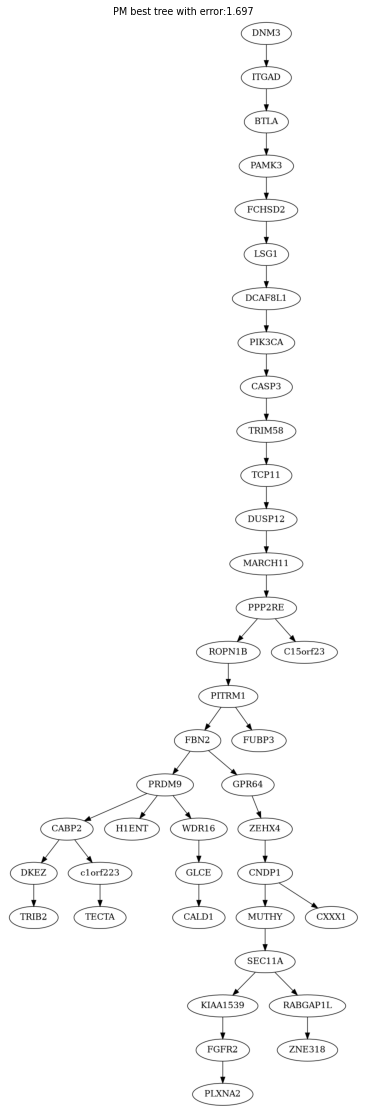 PM best tree with error:1.697
DNM3
ITGAD
BTLA
PAMK3
FCHSD2
LSG1
DCAF8L1
PIK3CA
CASP3
TRIM58
TCP11
DUSP12
MARCH11
PPP2RE
ROPN1B C15orf23
PITRM1
FBN2 FUBP3
PRDM9 GPR64
CABP2 H1ENT WDR16 ZEHX4
DKEZ c1orf223 GLCE CNDP1
TRIB2 TECTA CALD1 MUTHY CXXX1
SEC11A
KIAA1539 RABGAP1L
FGFR2 ZNE318
PLXNA2